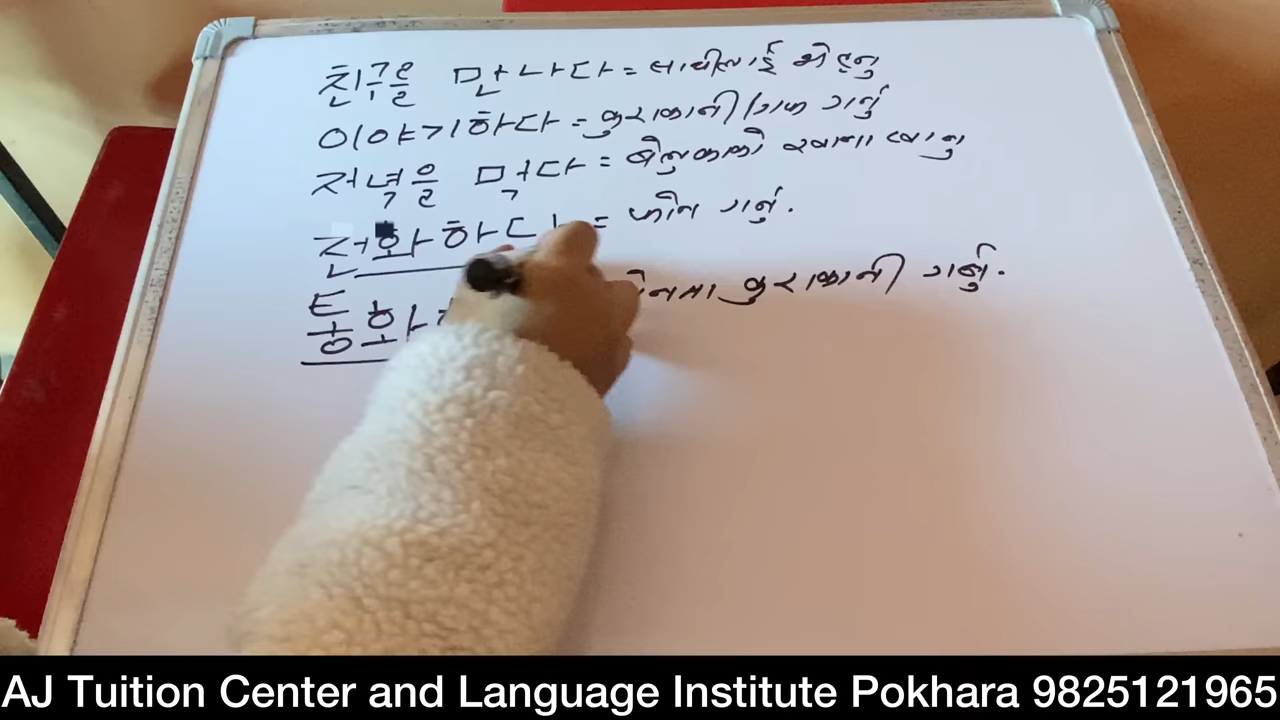 친구를 만나다 = साथीलाई भेट्नु
이야기하다 = कुराकानी/गफ गर्नु
저녁을 먹다 = बेलुकाको खाना खानु
전화하다 = फोन गर्नु.
통화 कुराकानी गर्नु.
AJ Tuition Center and Language Institute Pokhara 9825121965